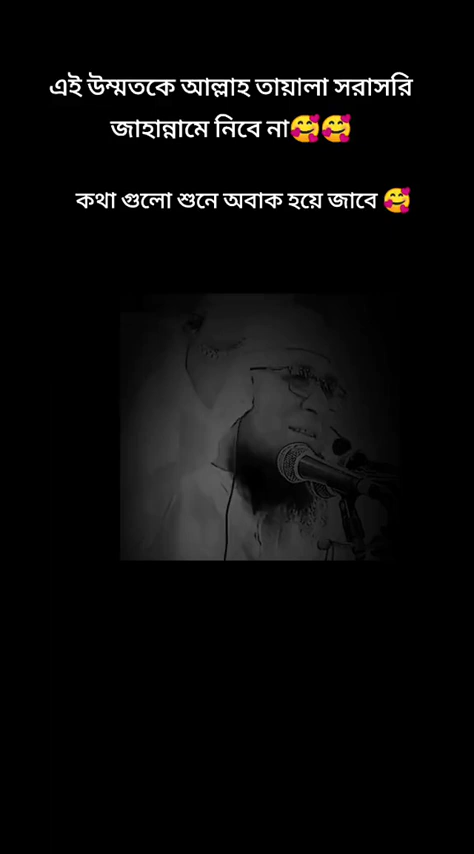 এই উম্মতকে আল্লাহ তায়ালা সরাসরি
জাহান্নামে নিবে না🥰🥰
কথা গুলো শুনে অবাক হয়ে জাবে 🥰